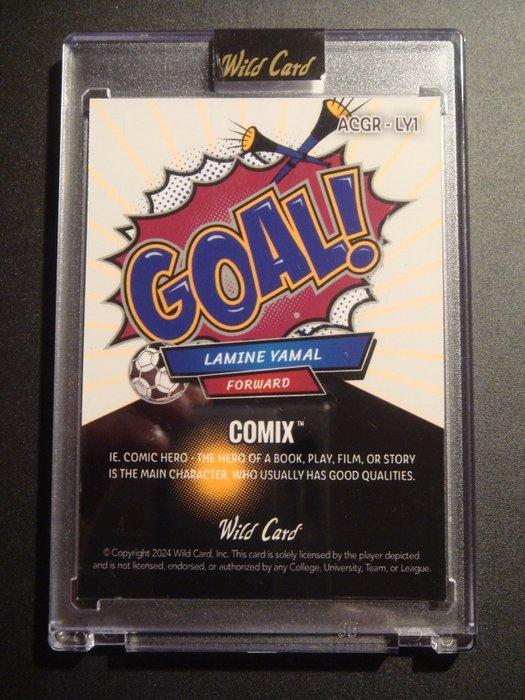 Wild Card
ACGR - LY1
GOAL!
LAMINE YAMAL
FORWARD
COMIX™
IE. COMIC HERO - THE HERO OF A BOOK, PLAY, FILM, OR STORY
IS THE MAIN CHARACTER, WHO USUALLY HAS GOOD QUALITIES.
Wild Card
© Copyright 2024 Wild Card, Inc. This card is solely licensed by the player depicted
and is not licensed, endorsed, or authorized by any College, University, Team, or League.